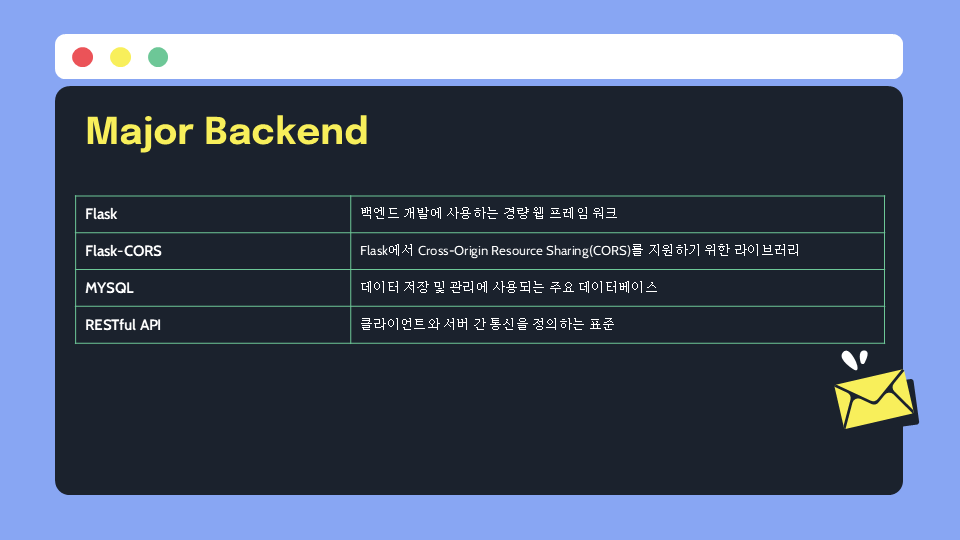 Major Backend
Flask
백엔드 개발에 사용하는 경량 웹 프레임 워크
Flask-CORS
Flask에서 Cross-Origin Resource Sharing(CORS)를 지원하기 위한 라이브러리
MYSQL
데이터 저장 및 관리에 사용되는 주요 데이터베이스
RESTful API
클라이언트와 서버 간 통신을 정의하는 표준